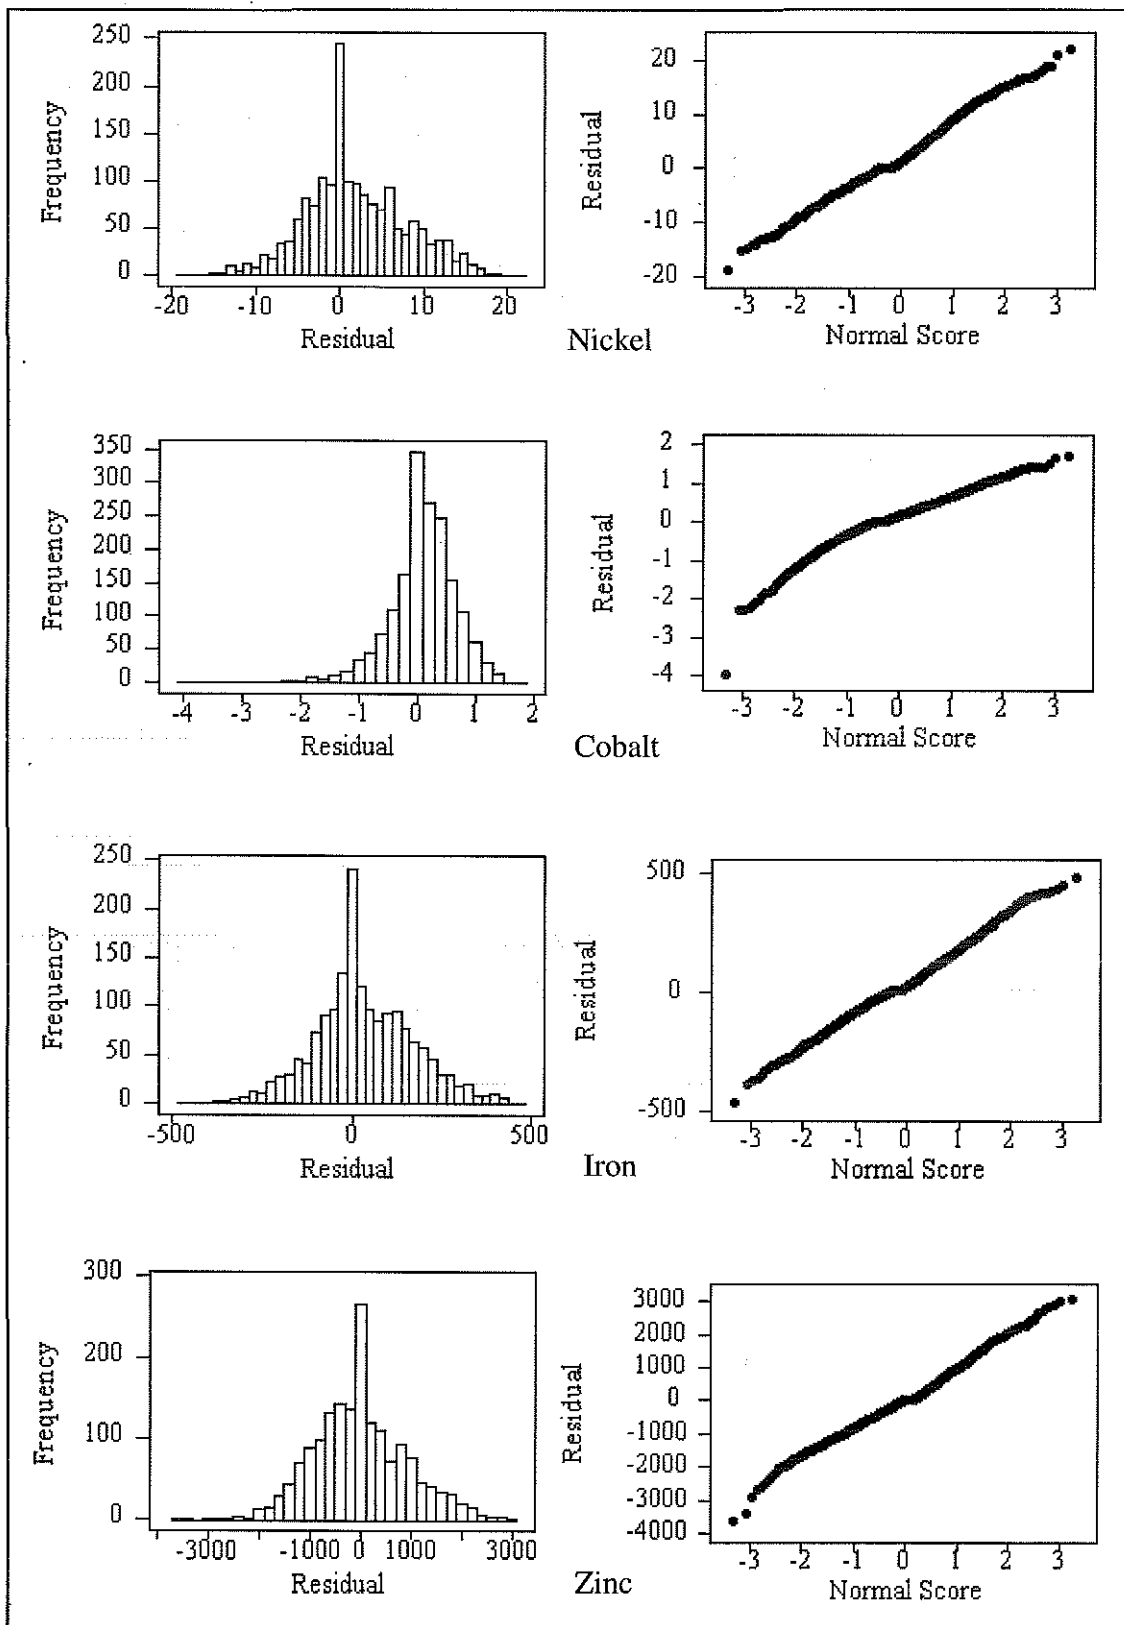 250
200
150
100
50
0
Frequency
-20 -10 0 10 20
Residual
20
10
0
-10
-20
Residual
-3 -2 -1 0 1 2 3
Normal Score
Nickel
350
300
250
200
150
100
50
0
Frequency
-4 -3 -2 -1 0 1 2
Residual
2
1
0
-1
-2
-3
-4
Residual
-3 -2 -1 0 1 2 3
Normal Score
Cobalt
250
200
150
100
50
0
Frequency
-500 0 500
Residual
500
0
-500
Residual
-3 -2 -1 0 1 2 3
Normal Score
Iron
300
200
100
0
Frequency
-3000 -1000 0 1000 3000
Residual
3000
2000
1000
0
-1000
-2000
-3000
-4000
Residual
-3 -2 -1 0 1 2 3
Normal Score
Zinc